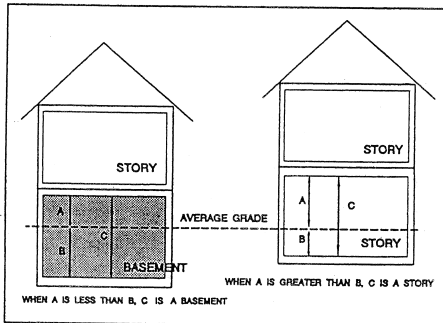 STORY
STORY
A
B
C
BASEMENT
AVERAGE GRADE
A
B
C
STORY
WHEN A IS LESS THAN B, C IS A BASEMENT
WHEN A IS GREATER THAN B, C IS A STORY